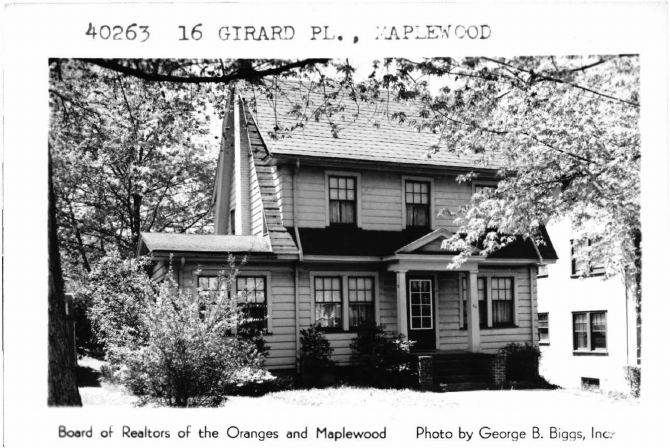 40263 16 GIRARD PL., MAPLEWOOD
Board of Realtors of the Oranges and Maplewood Photo by George B. Biggs, Inc.